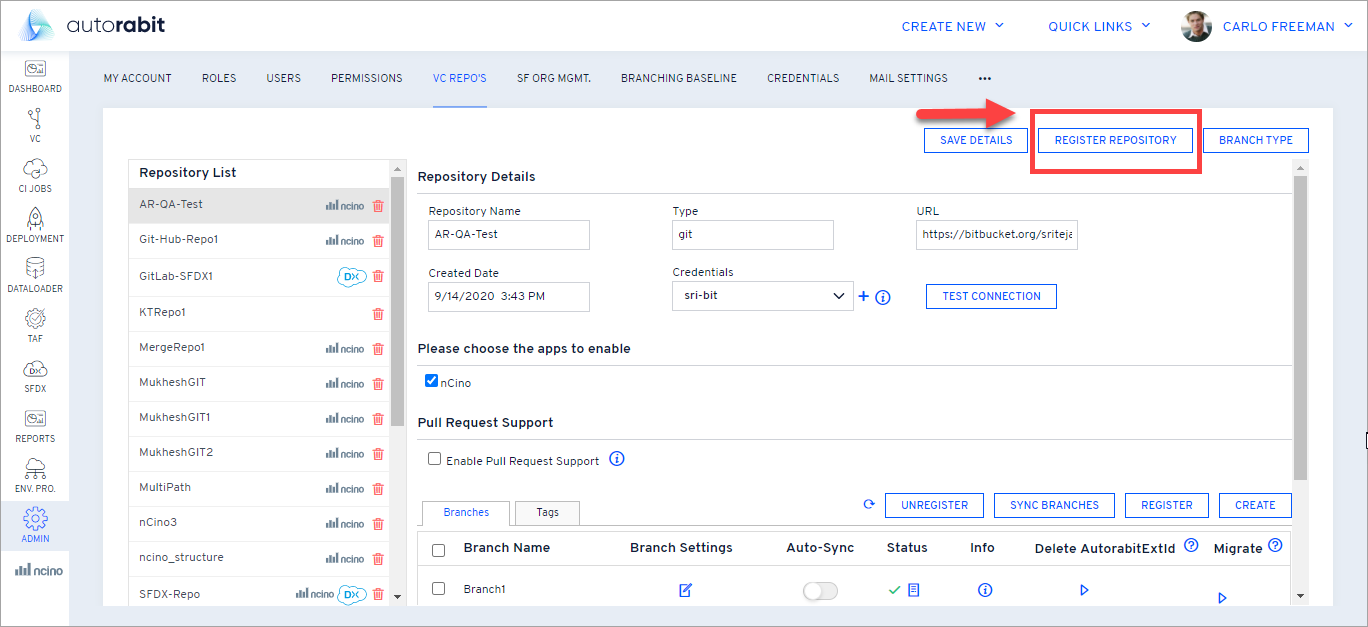 autorabit
CREATE NEW
QUICK LINKS
CARLO FREEMAN
DASHBOARD
VC
CI JOBS
DEPLOYMENT
DATALOADER
TAF
DX
SFDX
REPORTS
ENV. PRO.
ADMIN
ncino
MY ACCOUNT
ROLES
USERS
PERMISSIONS
VC REPO'S
SF ORG MGMT.
BRANCHING BASELINE
CREDENTIALS
MAIL SETTINGS
•••
SAVE DETAILS
REGISTER REPOSITORY
BRANCH TYPE
Repository List
AR-QA-Test ncino
Git-Hub-Repo1 ncino
GitLab-SFDX1 DX
KTRepo1
MergeRepo1 ncino
MukheshGIT ncino
MukheshGIT1 ncino
MukheshGIT2 ncino
MultiPath ncino
nCino3 ncino
ncino_structure ncino
SFDX-Repo ncino DX
Repository Details
Repository Name
AR-QA-Test
Type
git
URL
https://bitbucket.org/sriteja
Created Date
9/14/2020 3:43 PM
Credentials
sri-bit
TEST CONNECTION
Please choose the apps to enable
nCino
Pull Request Support
Enable Pull Request Support
Branches
Tags
UNREGISTER
SYNC BRANCHES
REGISTER
CREATE
Branch Name Branch Settings Auto-Sync Status Info Delete AutorabitExtId Migrate
Branch1